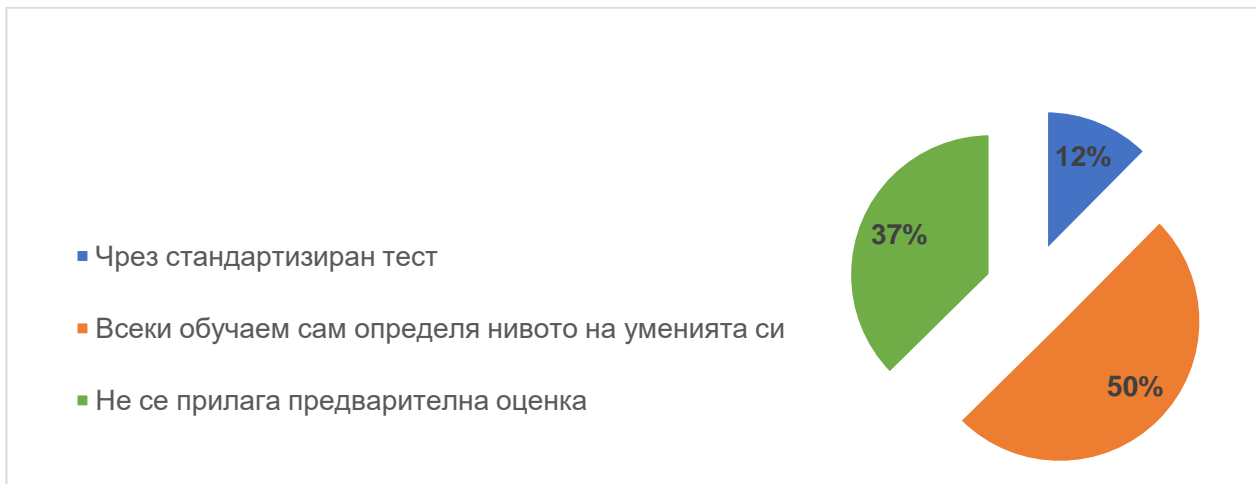 12%
37%
Чрез стандартизиран тест
Всеки обучаем сам определя нивото на уменията си
50%
Не се прилага предварителна оценка